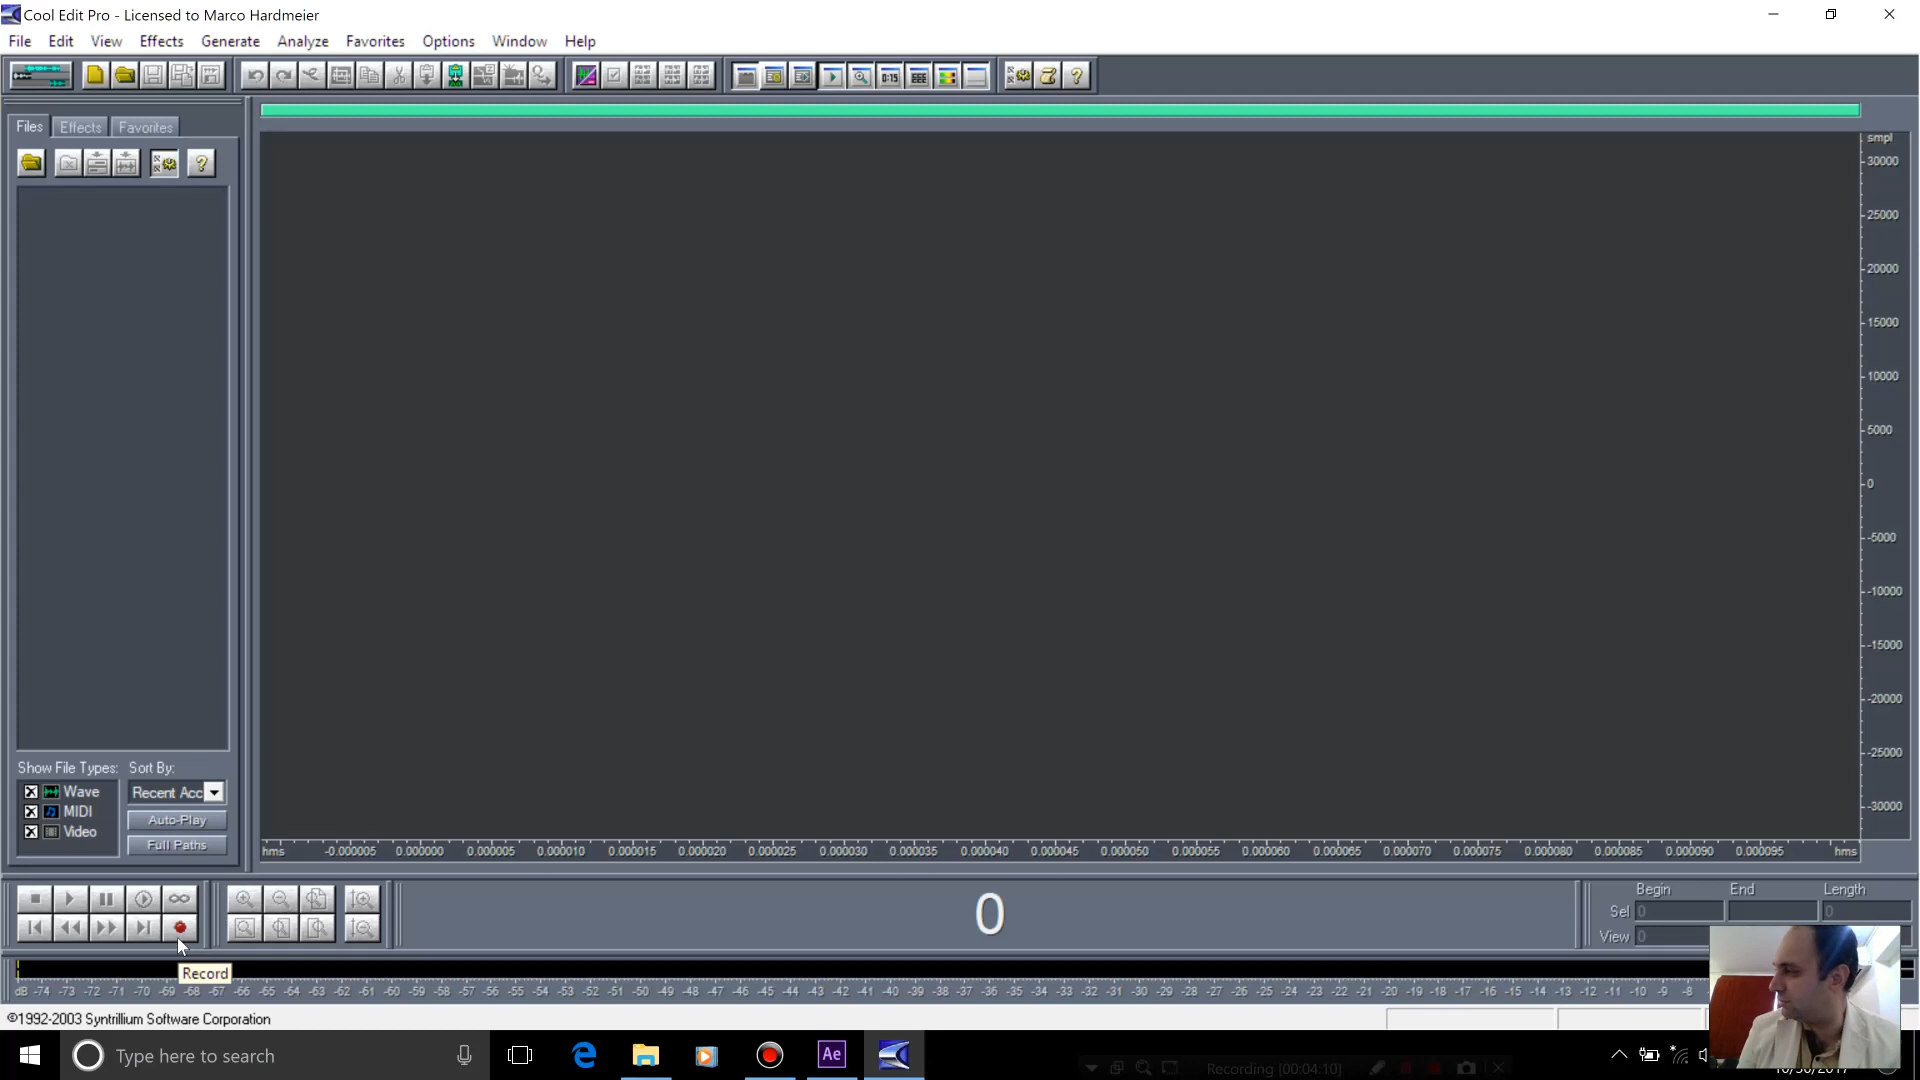 Cool Edit Pro - Licensed to Marco Hardmeier
File Edit View Effects Generate Analyze Favorites Options Window Help
0:15
Files Effects Favorites
smpl
30000
25000
20000
15000
10000
5000
0
-5000
-10000
-15000
-20000
-25000
-30000
Show File Types: Sort By:
Wave Recent Acc
MIDI
Auto-Play
Video
Full Paths
hms -0.000005 0.000000 0.000005 0.000010 0.000015 0.000020 0.000025 0.000030 0.000035 0.000040 0.000045 0.000050 0.000055 0.000060 0.000065 0.000070 0.000075 0.000080 0.000085 0.000090 0.000095 hms
0
Begin End Length
Sel 0 0
View 0
Record
dB -74 -73 -72 -71 -70 -69 -68 -67 -66 -65 -64 -63 -62 -61 -60 -59 -58 -57 -56 -55 -54 -53 -52 -51 -50 -49 -48 -47 -46 -45 -44 -43 -42 -41 -40 -39 -38 -37 -36 -35 -34 -33 -32 -31 -30 -29 -28 -27 -26 -25 -24 -23 -22 -21 -20 -19 -18 -17 -16 -15 -14 -13 -12 -11 -10 -9 -8
©1992-2003 Syntrillium Software Corporation
Type here to search
Ae
Recording [00:04:10]